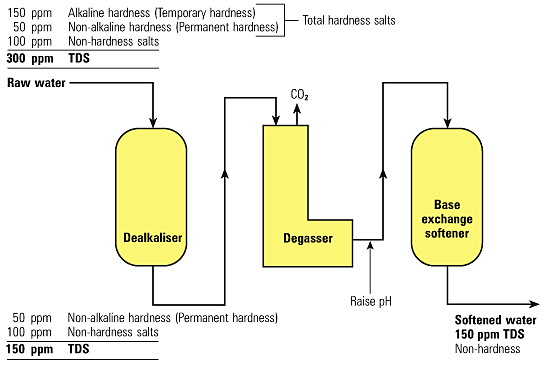 150 ppm Alkaline hardness (Temporary hardness)
50 ppm Non-alkaline hardness (Permanent hardness)
Total hardness salts
100 ppm Non-hardness salts
300 ppm TDS
Raw water
CO₂
Dealkaliser
Degasser
Base
exchange
softener
Raise pH
50 ppm Non-alkaline hardness (Permanent hardness)
100 ppm Non-hardness salts
150 ppm TDS
Softened water
150 ppm TDS
Non-hardness